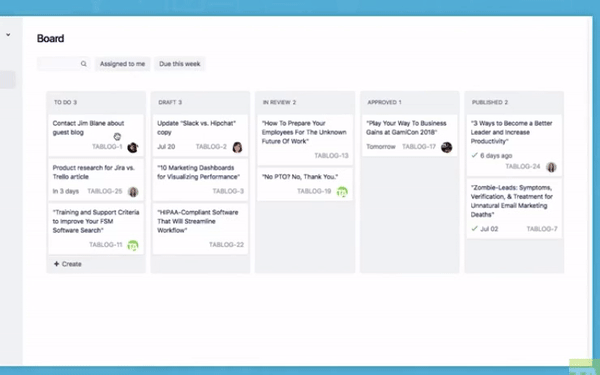 Board
Assigned to me
Due this week
TO DO 3
Contact Jim Blane about
guest blog
TABLOG-1
Product research for Jira vs.
Trello article
In 3 days
TABLOG-26
"Training and Support Criteria
to Improve Your FSM
Software Search"
TABLOG-11
TA
+ Create
DRAFT 3
Update "Slack vs. Hipchat"
copy
Jul 20
TABLOG-2
"10 Marketing Dashboards
for Visualizing Performance"
TABLOG-3
"HIPAA-Compliant Software
That Will Streamline
Workflow"
TABLOG-22
IN REVIEW 2
"How To Prepare Your
Employees For The Unknown
Future Of Work"
TABLOG-13
"No PTO? No, Thank You."
TABLOG-19
TA
APPROVED 1
"Play Your Way To Business
Gains at GamiCon 2018"
Tomorrow
TABLOG-17
PUBLISHED 2
"3 Ways to Become a Better
Leader and Increase
Productivity"
6 days ago
TABLOG-24
"Zombie-Leads: Symptoms,
Verification, & Treatment for
Unnatural Email Marketing
Deaths"
Jul 02
TABLOG-7